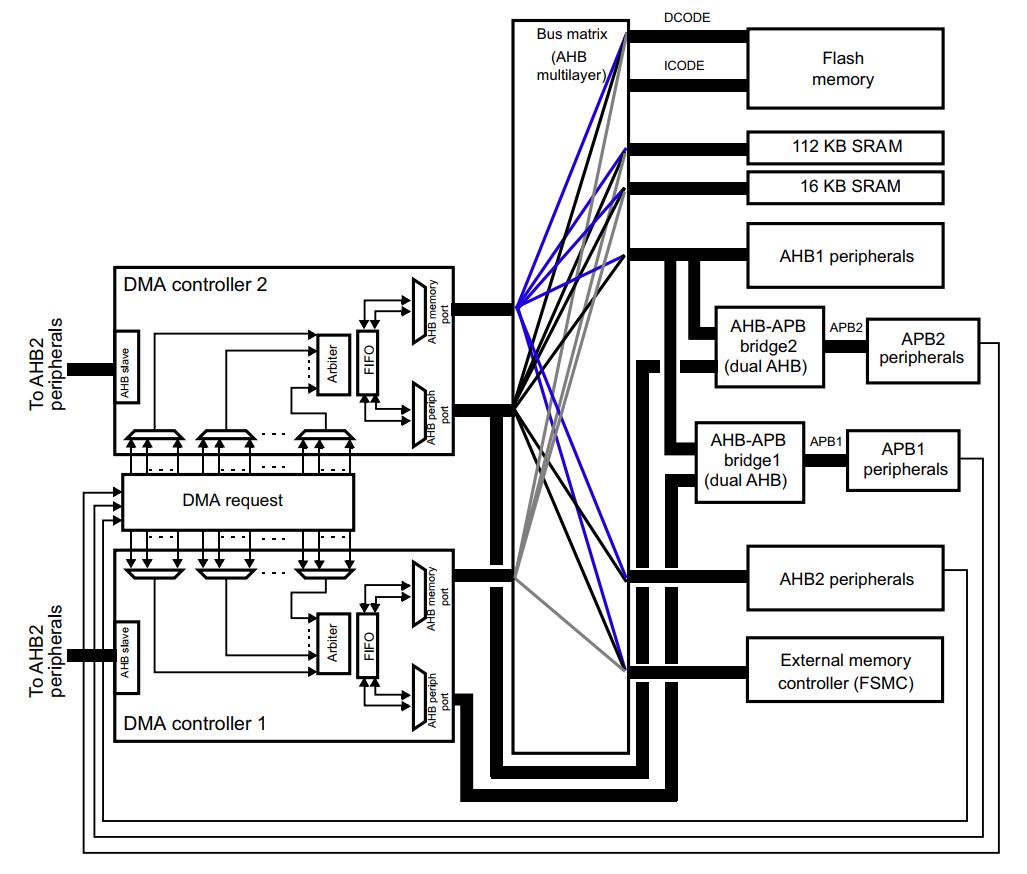 DCODE
Bus matrix
(AHB
multilayer)
Flash
memory
ICODE
112 KB SRAM
16 KB SRAM
AHB1 peripherals
DMA controller 2
AHB memory
port
To AHB2
peripherals
AHB slave
Arbiter
FIFO
AHB periph
port
AHB-APB
bridge2
(dual AHB)
APB2
APB2
peripherals
AHB-APB
bridge1
(dual AHB)
APB1
APB1
peripherals
DMA request
AHB memory
port
AHB2 peripherals
To AHB2
peripherals
AHB slave
Arbiter
FIFO
AHB periph
port
External memory
controller (FSMC)
DMA controller 1